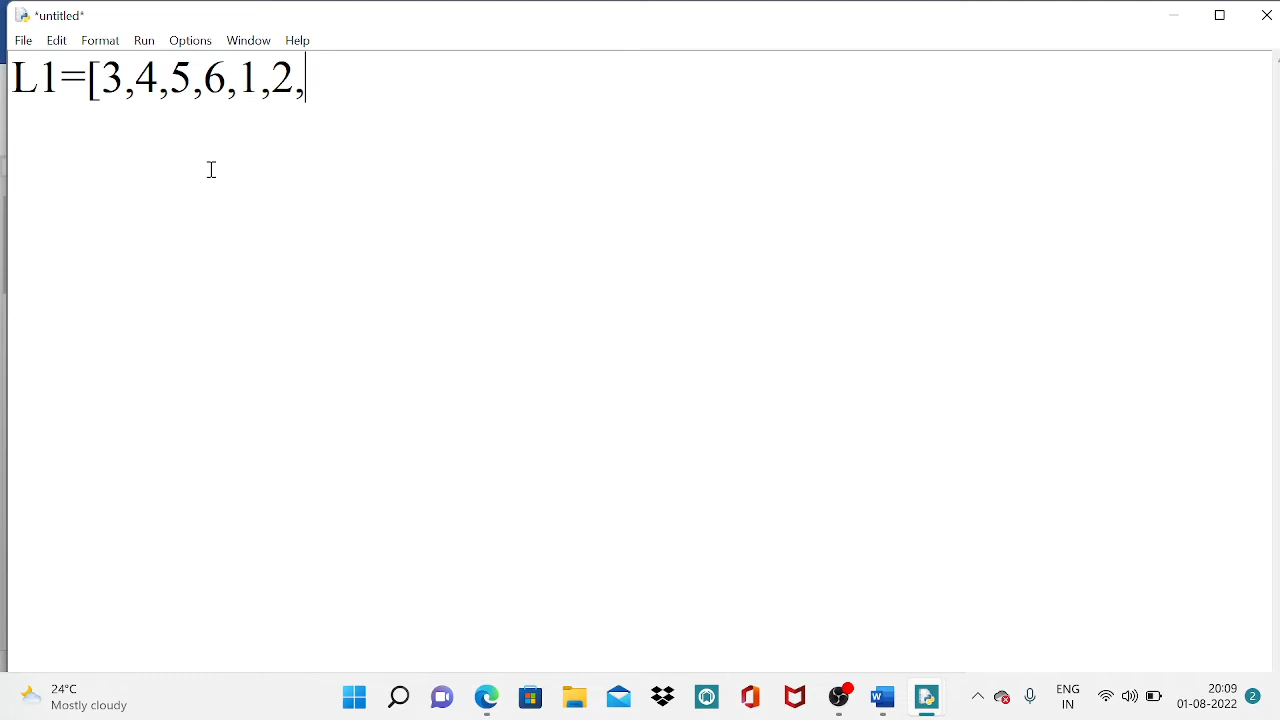 *untitled*
File Edit Format Run Options Window Help
L1=[3,4,5,6,1,2,
24°C
Mostly cloudy
ENG
IN
20:09
01-08-2022
2